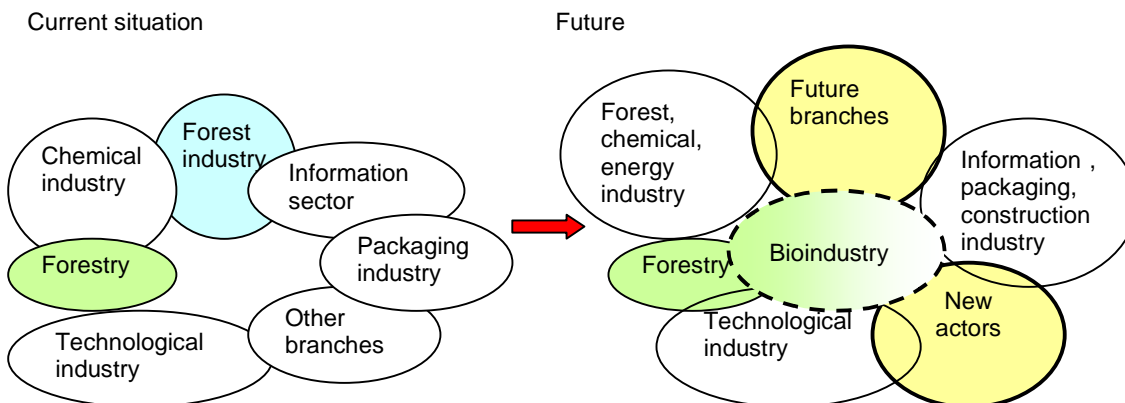 Current situation
Chemical
industry
Forest
industry
Information
sector
Packaging
industry
Forestry
Technological
industry
Other
branches
Future
Forest,
chemical,
energy
industry
Future
branches
Information ,
packaging,
construction
industry
Forestry
Bioindustry
Technological
industry
New
actors